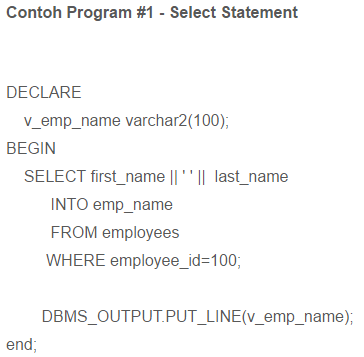 Contoh Program #1 - Select Statement
DECLARE
v_emp_name varchar2(100);
BEGIN
SELECT first_name || ' ' || last_name
INTO emp_name
FROM employees
WHERE employee_id=100;
DBMS_OUTPUT.PUT_LINE(v_emp_name);
end;